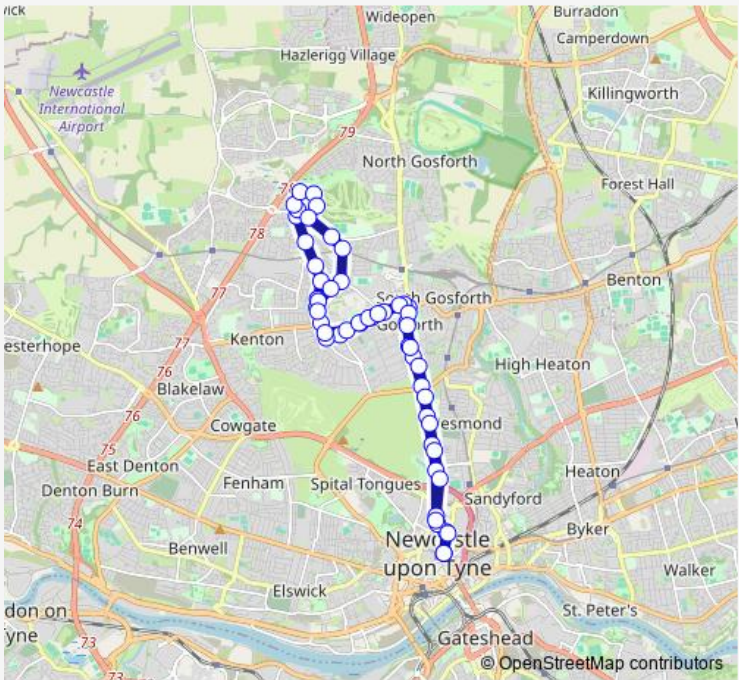 Wideopen
Burradon
Camperdown
Hazlerigg Village
Newcastle
International
Airport
Killingworth
79
North Gosforth
Forest Hall
78
78
Benton
77
South Gosforth
Gosforth
Kenton
77
High Heaton
76
Blakelaw
76
Cowgate
75
East Denton
Denton Burn
Fenham
Spital Tongues
Heaton
Sandyford
74
Byker
Newcastle
upon Tyne
Benwell
Walker
Elswick
St. Peter's
73
Gateshead
73
© OpenStreetMap contributors